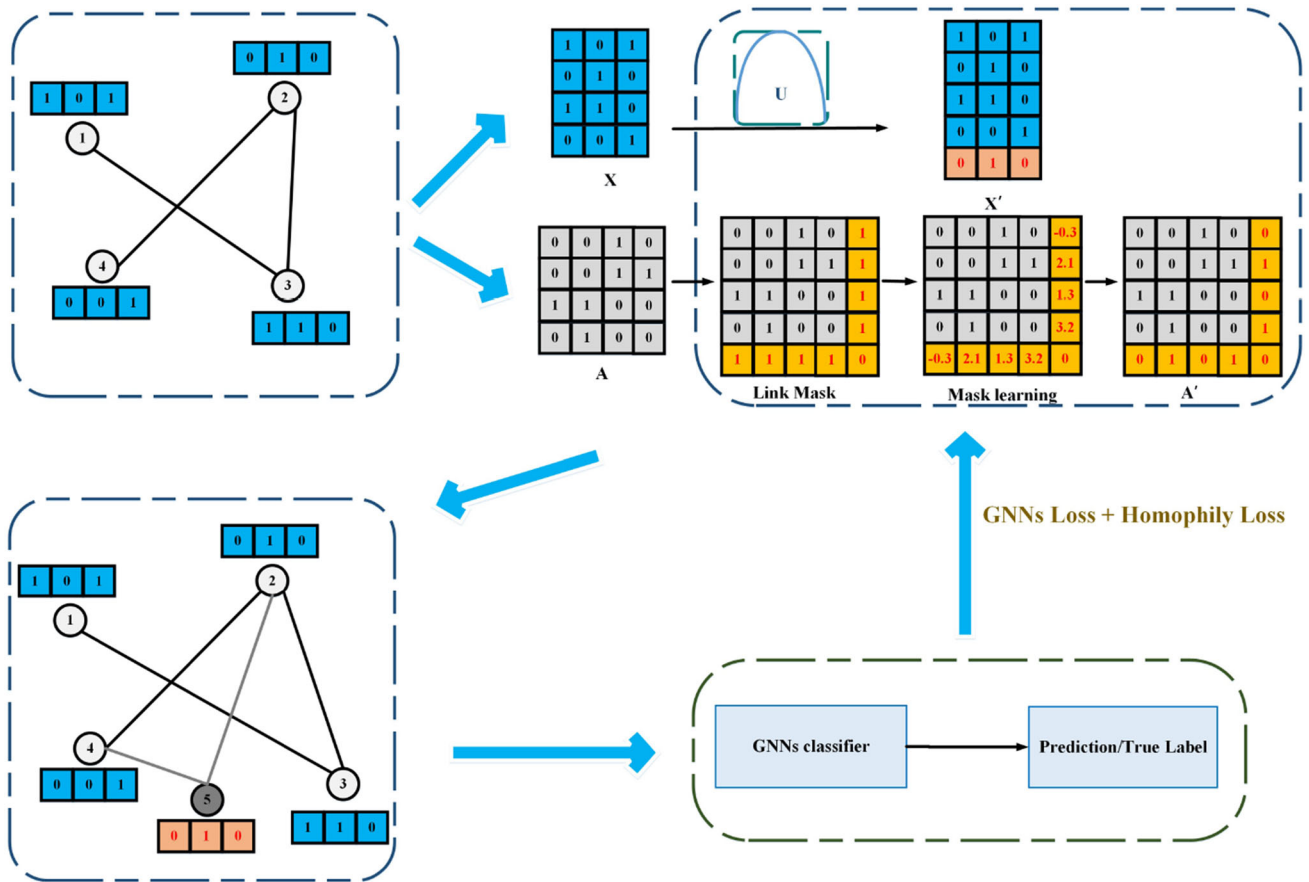 0 1 0
2
1 0 1
1
4
0 0 1
3
1 1 0
1 0 1
0 1 0
1 1 0
0 0 1
X
U
1 0 1
0 1 0
1 1 0
0 0 1
0 1 0
X′
0 0 1 0
0 0 1 1
1 1 0 0
0 1 0 0
A
0 0 1 0 1
0 0 1 1 1
1 1 0 0 1
0 1 0 0 1
1 1 1 1 0
Link Mask
0 0 1 0 -0.3
0 0 1 1 2.1
1 1 0 0 1.3
0 1 0 0 3.2
-0.3 2.1 1.3 3.2 0
Mask learning
0 0 1 0 0
0 0 1 1 1
1 1 0 0 0
0 1 0 0 1
0 1 0 1 0
A′
GNNs Loss + Homophily Loss
0 1 0
2
1 0 1
1
4
0 0 1
5
0 1 0
3
1 1 0
GNNs classifier
Prediction/True Label